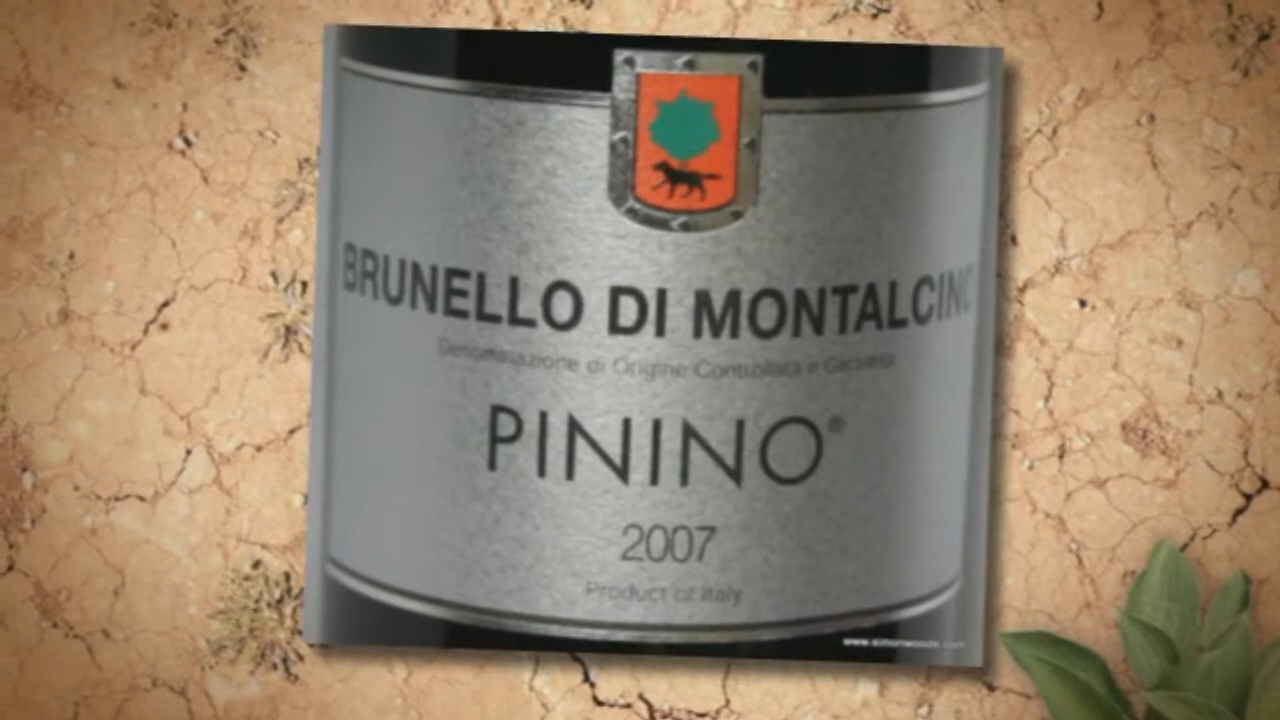 BRUNELLO DI MONTALCINO
Denominazione di Origine Controllata e Garantita
PININO®
2007
Product of Italy